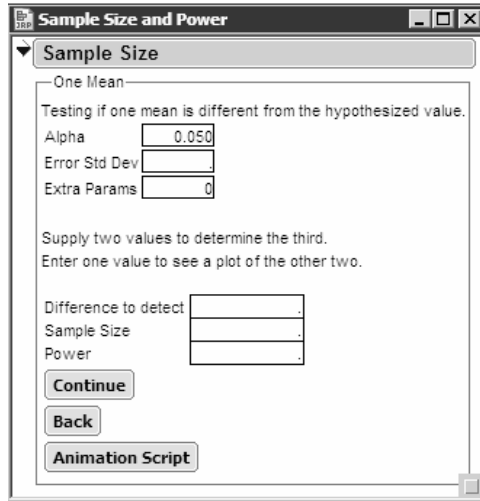 Sample Size and Power
Sample Size
One Mean
Testing if one mean is different from the hypothesized value.
Alpha 0.050
Error Std Dev .
Extra Params 0
Supply two values to determine the third.
Enter one value to see a plot of the other two.
Difference to detect .
Sample Size .
Power .
Continue
Back
Animation Script